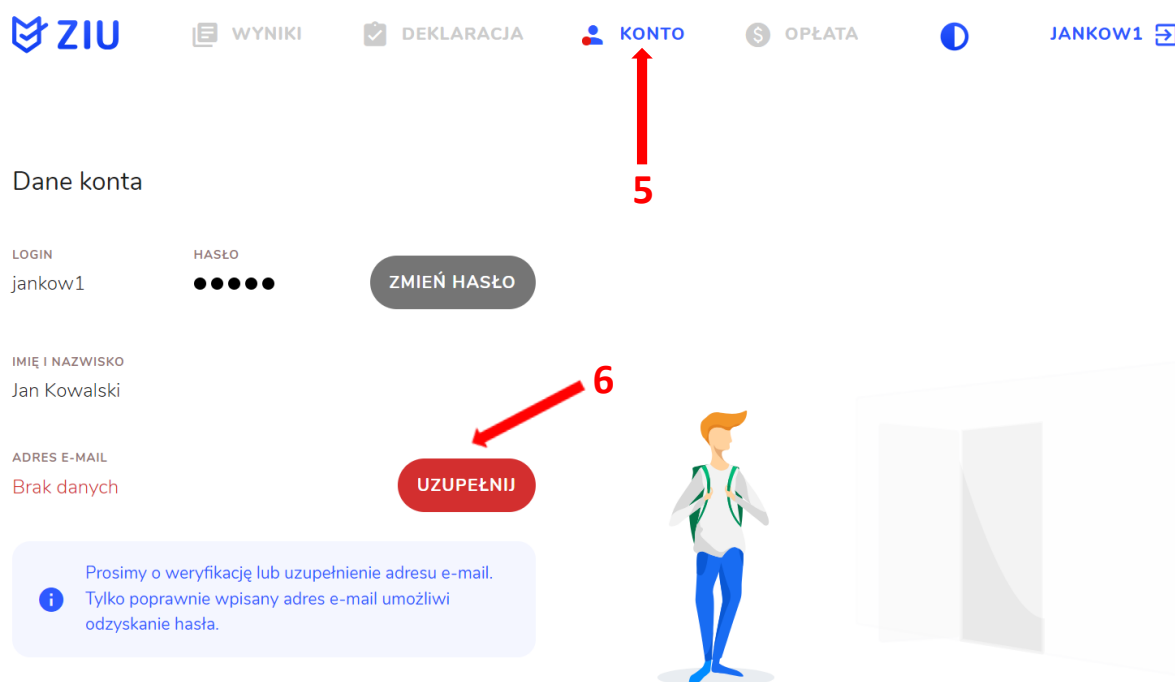 ZIU WYNIKI DEKLARACJA KONTO OPŁATA JANKOW1
5
Dane konta
LOGIN HASŁO
jankow1 ●●●●● ZMIEŃ HASŁO
IMIĘ I NAZWISKO
Jan Kowalski
6
ADRES E-MAIL
Brak danych UZUPEŁNIJ
Prosimy o weryfikację lub uzupełnienie adresu e-mail.
Tylko poprawnie wpisany adres e-mail umożliwi
odzyskanie hasła.